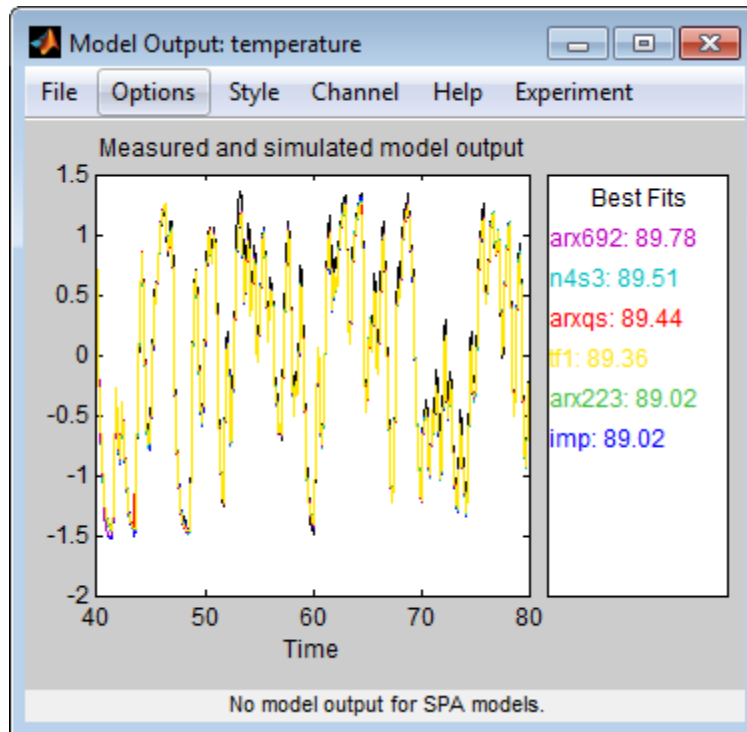 Model Output: temperature
File Options Style Channel Help Experiment
Measured and simulated model output
1.5
1
0.5
0
-0.5
-1
-1.5
-2
40 50 60 70 80
Time
Best Fits
arx692: 89.78
n4s3: 89.51
arxqs: 89.44
tf1: 89.36
arx223: 89.02
imp: 89.02
No model output for SPA models.